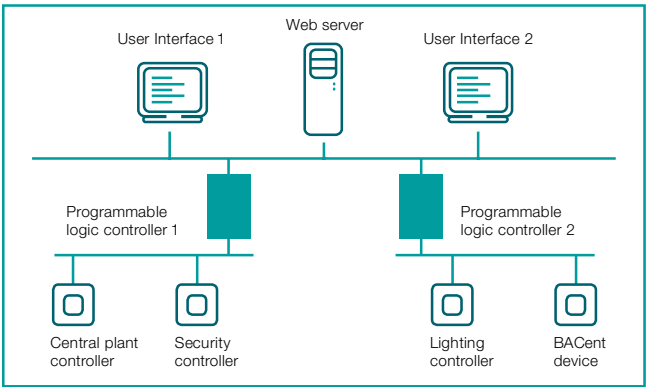 User Interface 1
Web server
User Interface 2
Programmable
logic controller 1
Programmable
logic controller 2
Central plant
controller
Security
controller
Lighting
controller
BACent
device